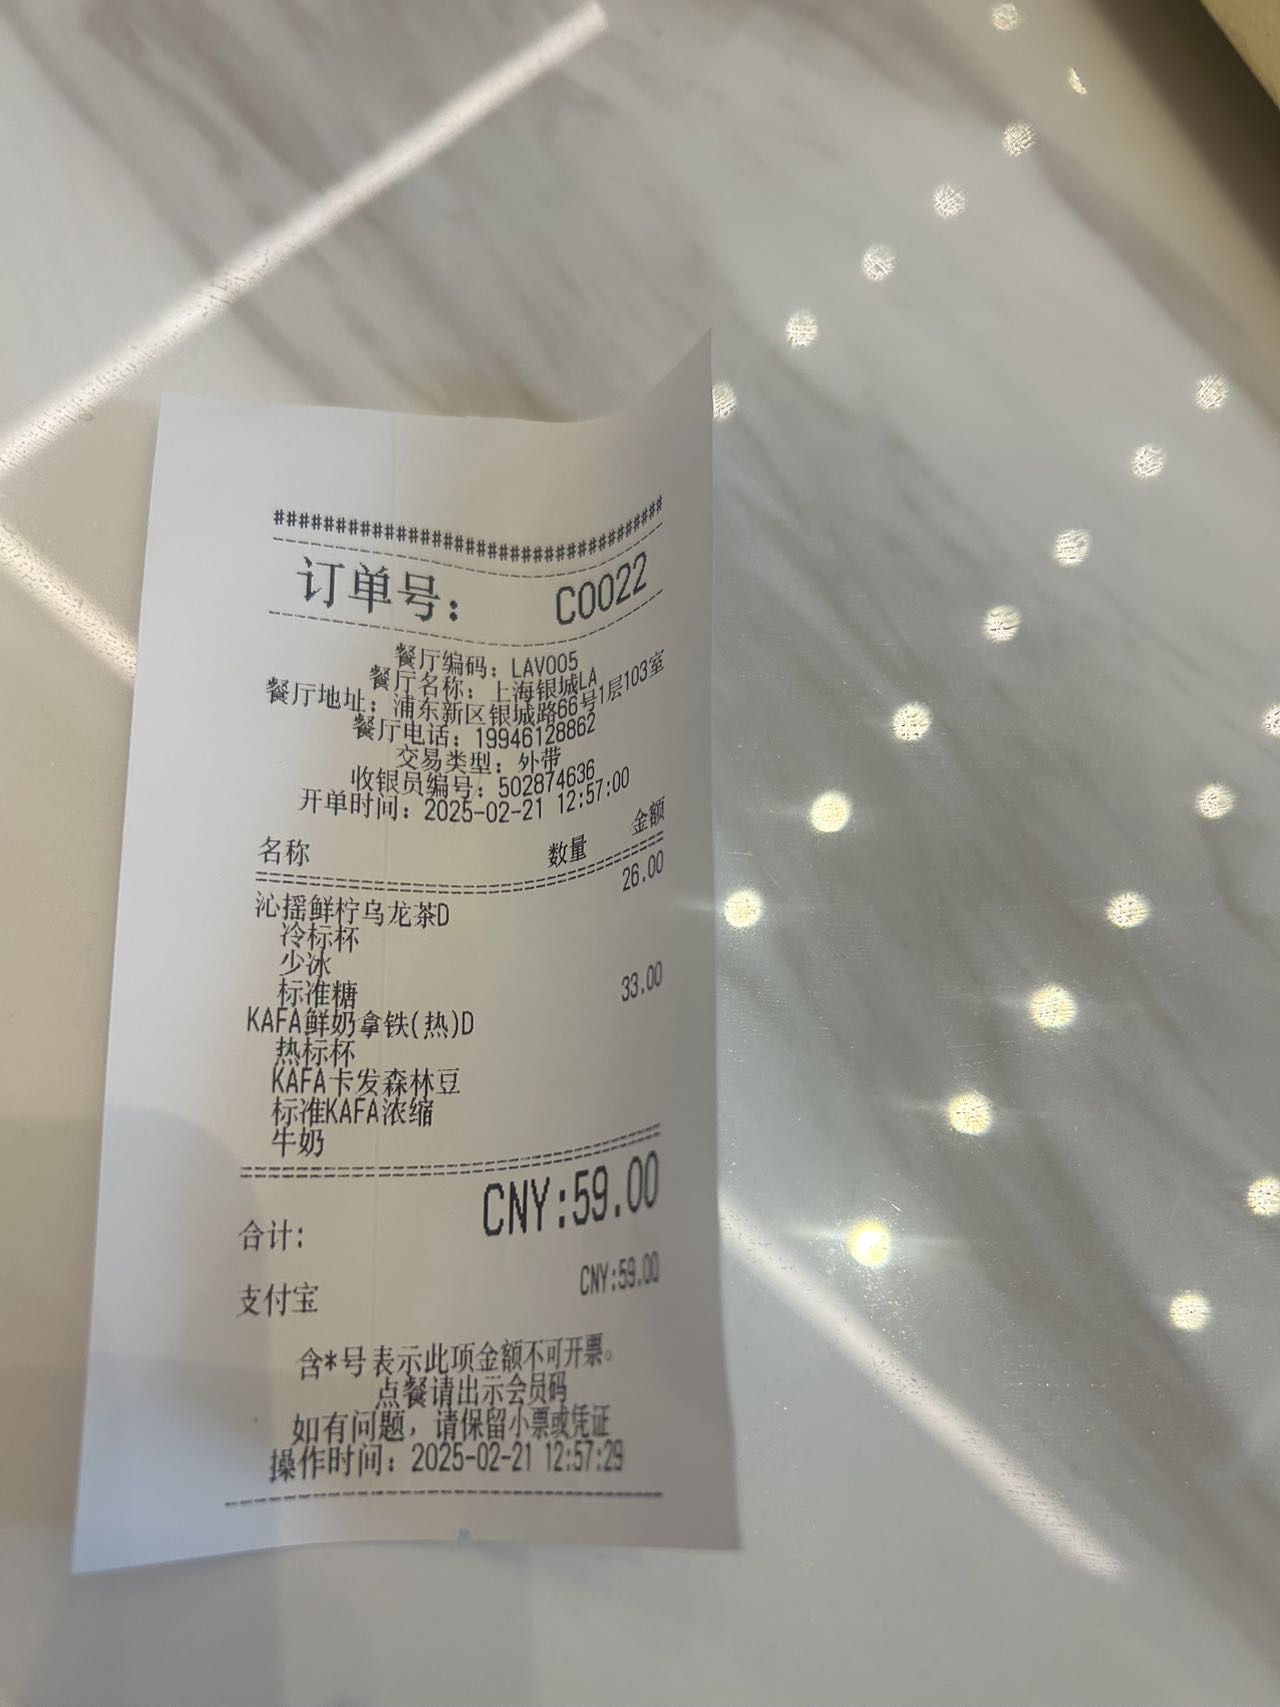 ################################
订单号： C0022
餐厅编码：LAV005
餐厅名称：上海银城LA
餐厅地址：浦东新区银城路66号1层103室
餐厅电话：19946128862
交易类型：外带
收银员编号：502874636
开单时间：2025-02-21 12:57:00
名称 数量 金额
26.00
沁摇鲜柠乌龙茶D
冷标杯
少冰
标准糖
33.00
KAFA鲜奶拿铁(热)D
热标杯
KAFA卡发森林豆
标准KAFA浓缩
牛奶
合计: CNY:59.00
支付宝 CNY:59.00
含*号表示此项金额不可开票。
点餐请出示会员码
如有问题，请保留小票或凭证
操作时间：2025-02-21 12:57:29